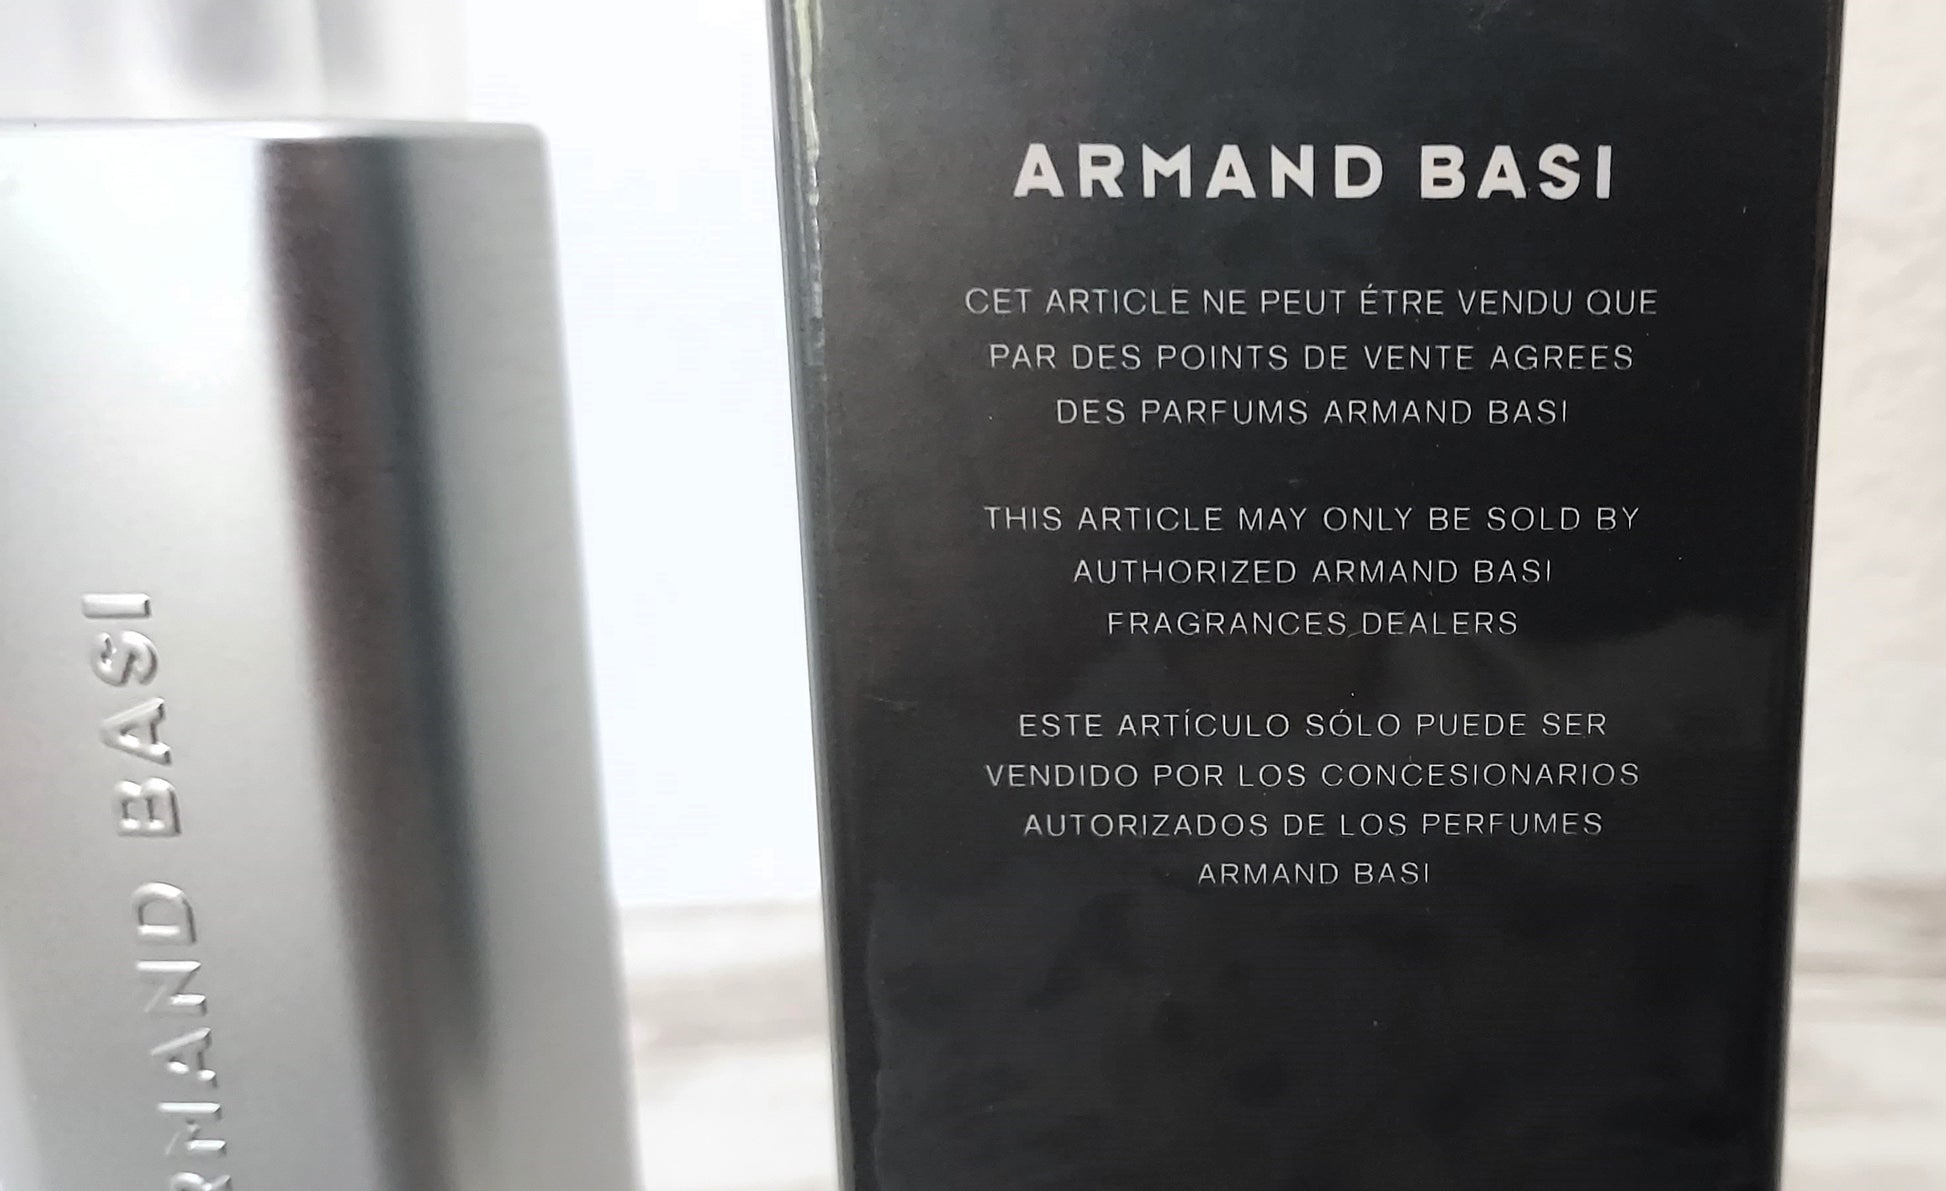 ARMAND BASI
CET ARTICLE NE PEUT ÉTRE VENDU QUE
PAR DES POINTS DE VENTE AGREES
DES PARFUMS ARMAND BASI
THIS ARTICLE MAY ONLY BE SOLD BY
AUTHORIZED ARMAND BASI
FRAGRANCES DEALERS
ESTE ARTÍCULO SÓLO PUEDE SER
VENDIDO POR LOS CONCESIONARIOS
AUTORIZADOS DE LOS PERFUMES
ARMAND BASI
RMAND BASI